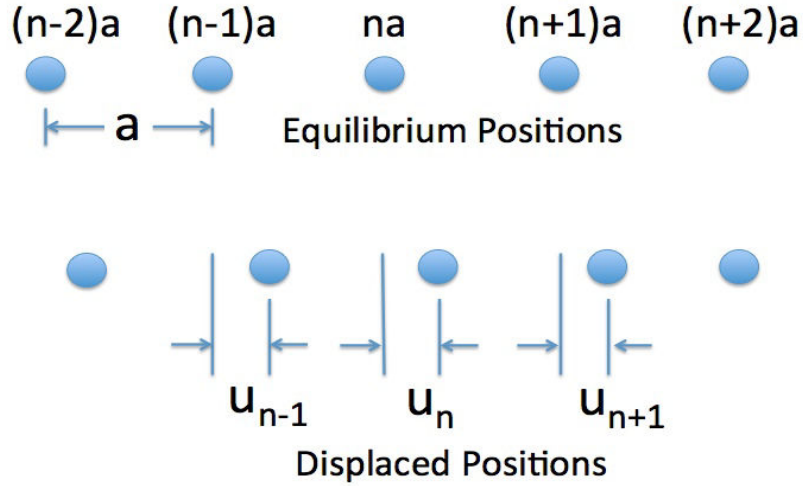 (n-2)a (n-1)a na (n+1)a (n+2)a
a
Equilibrium Positions
uₙ₋₁ uₙ uₙ₊₁
Displaced Positions